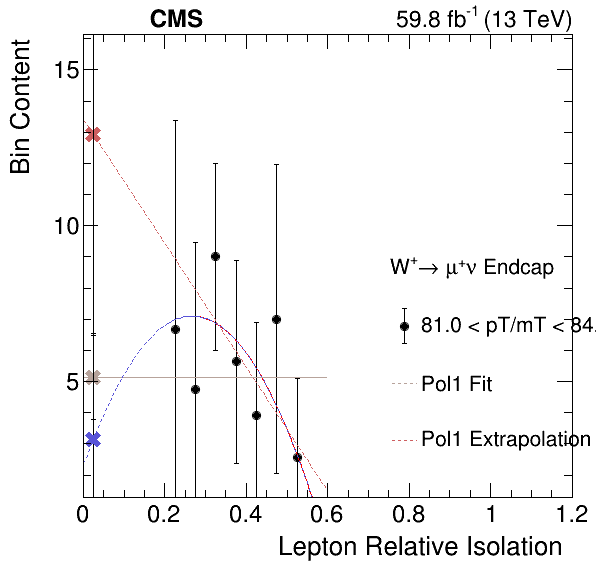 CMS 59.8 fb⁻¹ (13 TeV)
Bin Content
15
10
5
W⁺→ μ⁺ν Endcap
81.0 < pT/mT < 84.
Pol1 Fit
Pol1 Extrapolation
0 0.2 0.4 0.6 0.8 1 1.2
Lepton Relative Isolation